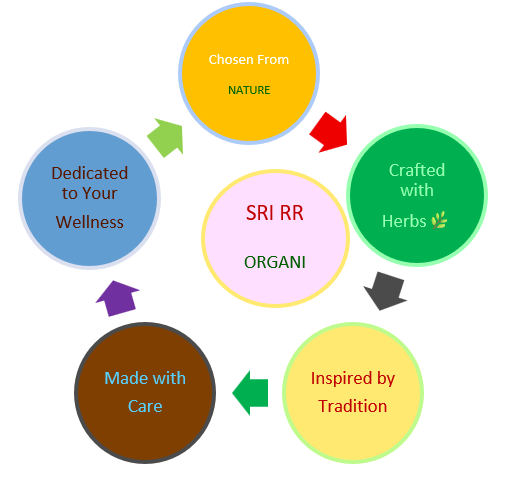 Chosen From
NATURE
Crafted
with
Herbs 🌿
Inspired by
Tradition
Made with
Care
Dedicated
to Your
Wellness
SRI RR
ORGANI